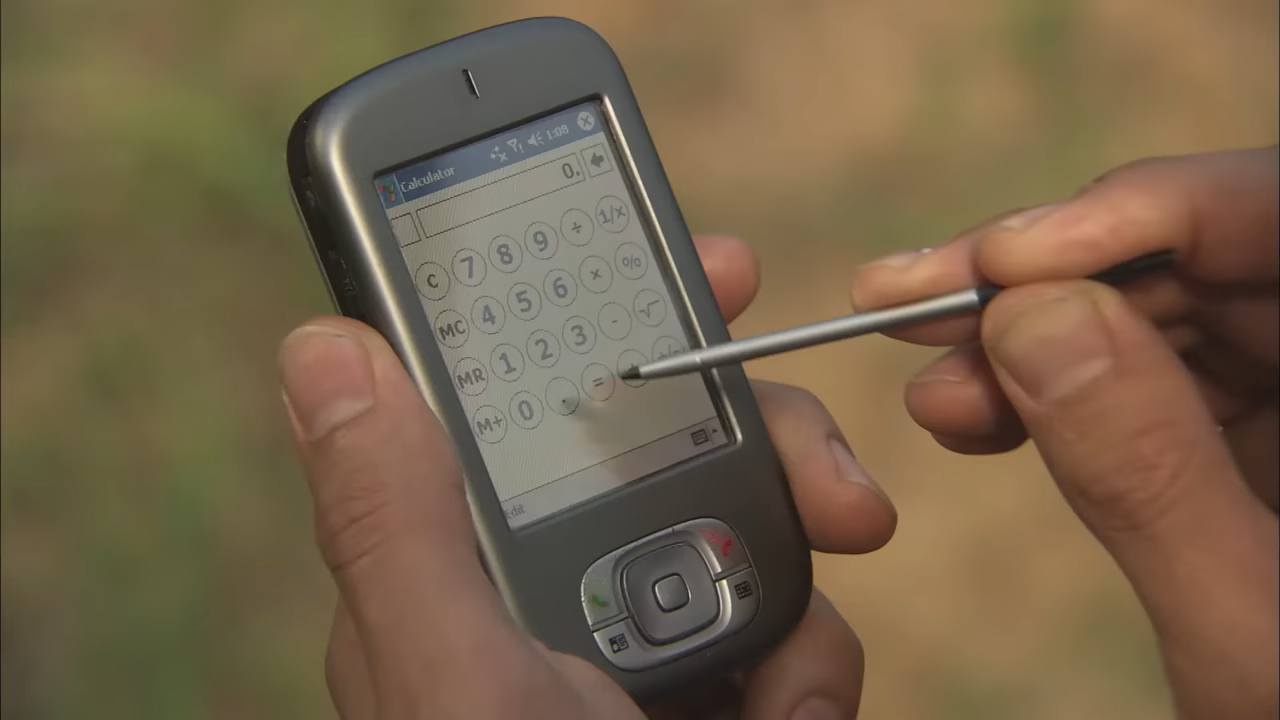 Calculator 1:08
0.
C 7 8 9 ÷ 1/X
MC 4 5 6 × %
MR 1 2 3 - √
M+ 0 . = + +/-
Edit